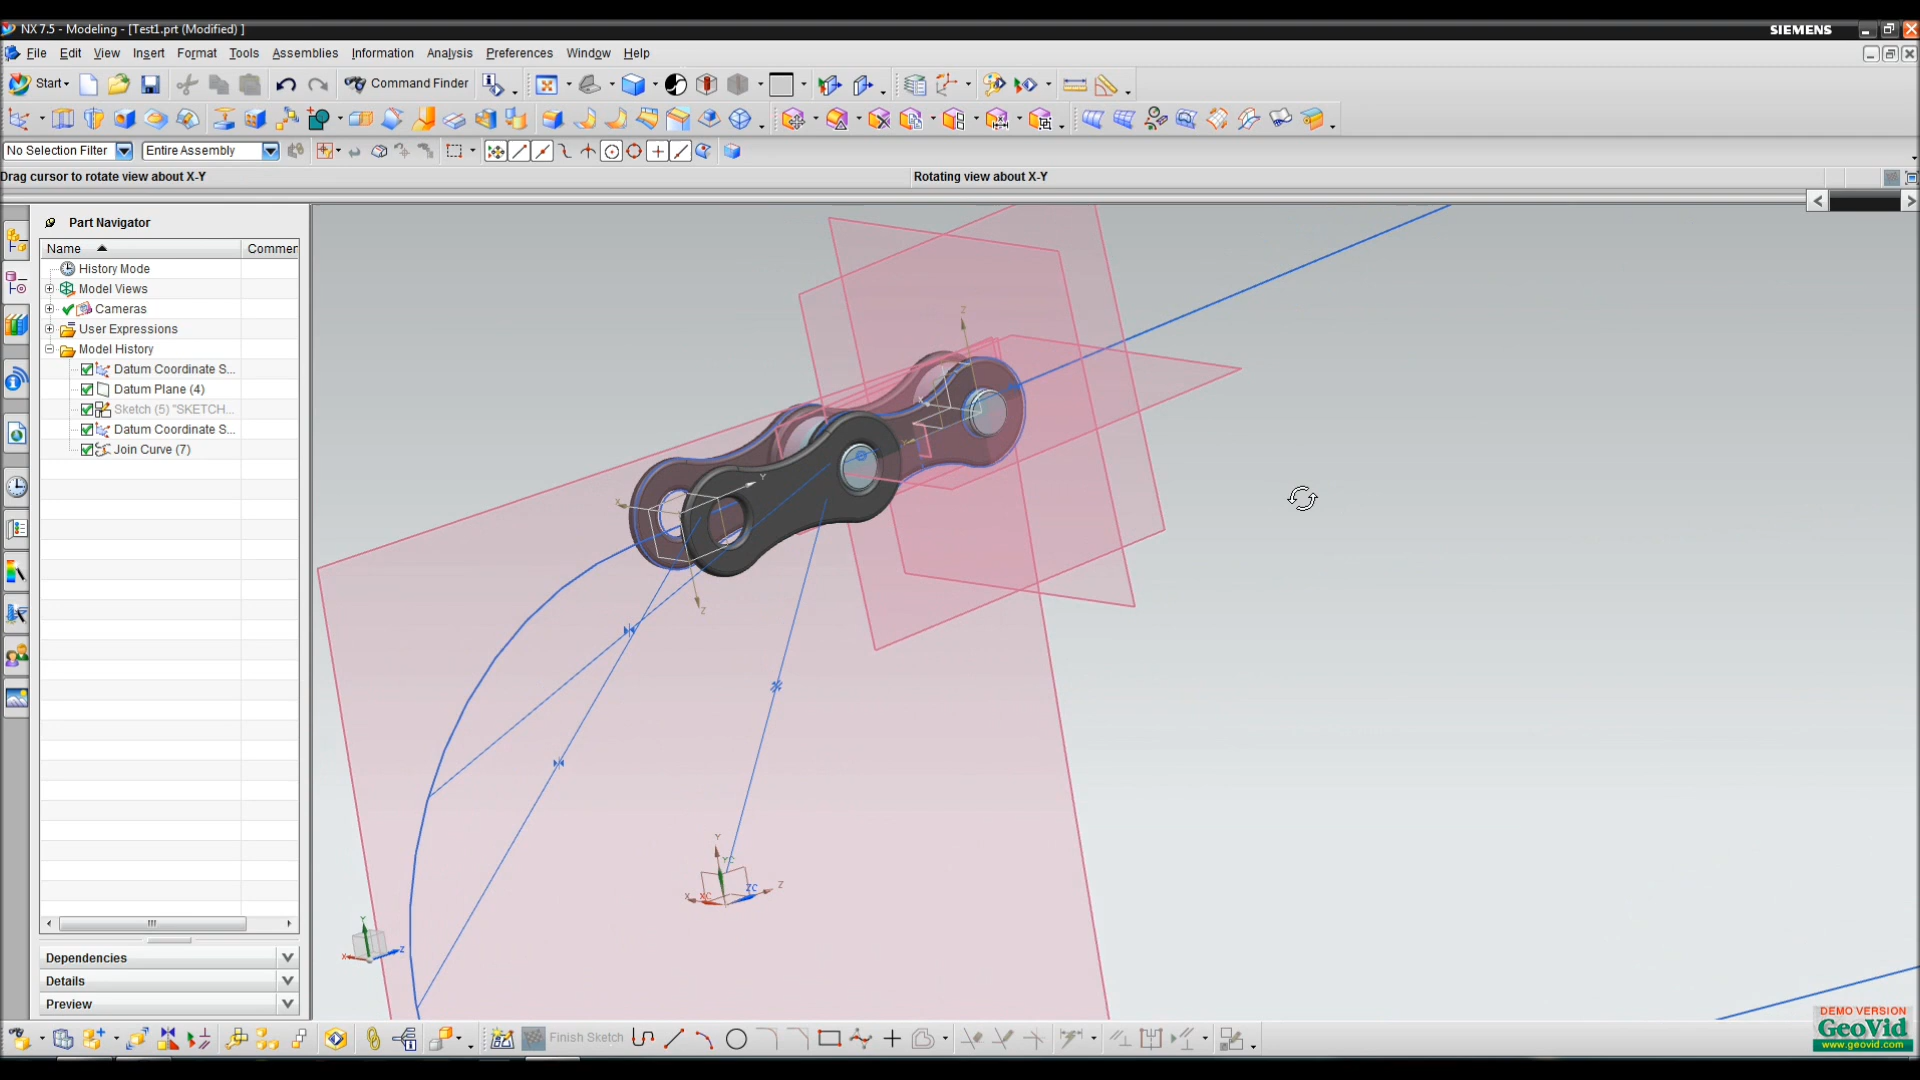 NX 7.5 - Modeling - [Test1.prt (Modified) ]
SIEMENS
File Edit View Insert Format Tools Assemblies Information Analysis Preferences Window Help
Start Command Finder
No Selection Filter Entire Assembly
Drag cursor to rotate view about X-Y
Rotating view about X-Y
Part Navigator
Name Commer
History Mode
Model Views
Cameras
User Expressions
Model History
Datum Coordinate S...
Datum Plane (4)
Sketch (5) "SKETCH...
Datum Coordinate S...
Join Curve (7)
Z
X
Y
X
Z
Y
YC
ZC
Z
X
XC
Y
X
Z
Dependencies
Details
Preview
Finish Sketch
DEMO VERSION
GeoVid
www.geovid.com